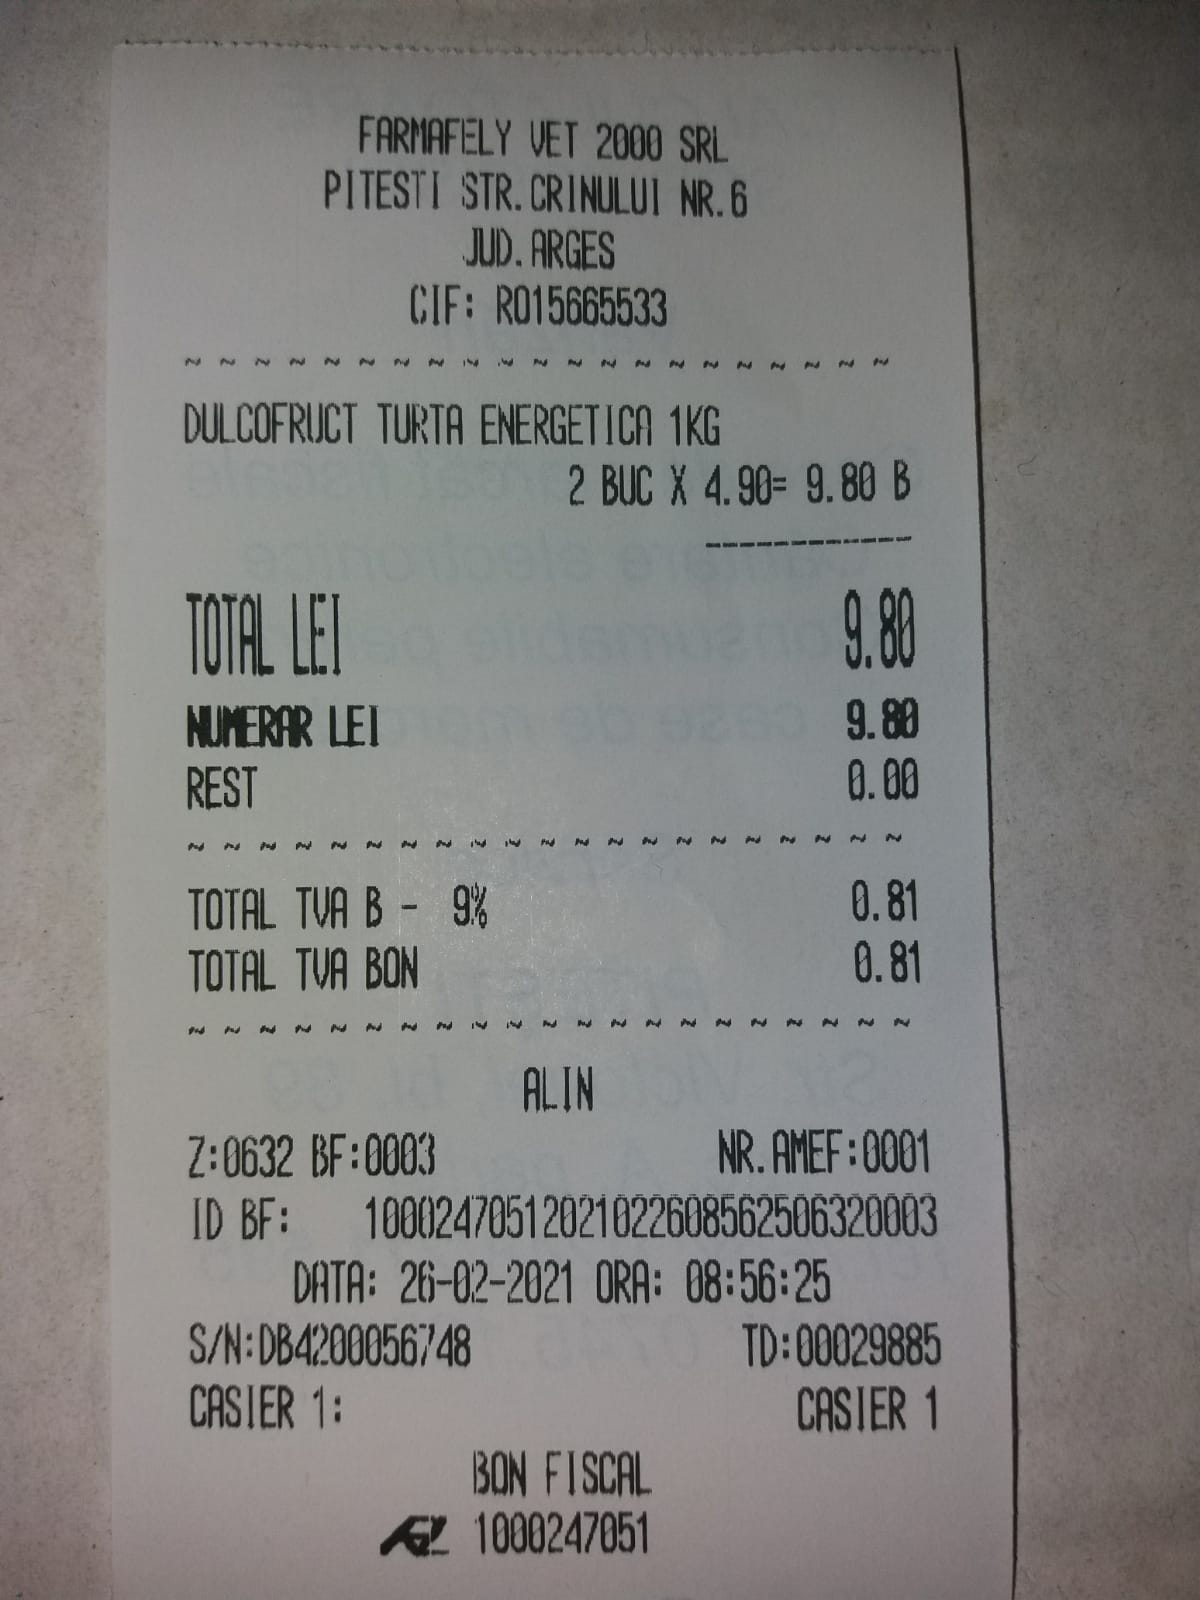 FARMAFELY VET 2000 SRL
PITESTI STR.CRINULUI NR.6
JUD.ARGES
CIF: RO15665533
~ ~ ~ ~ ~ ~ ~ ~ ~ ~ ~ ~ ~ ~ ~ ~ ~ ~ ~ ~ ~
DULCOFRUCT TURTA ENERGETICA 1KG
2 BUC X 4.90= 9.80 B
------------
TOTAL LEI 9.80
NUMERAR LEI 9.80
REST 0.00
~ ~ ~ ~ ~ ~ ~ ~ ~ ~ ~ ~ ~ ~ ~ ~ ~ ~ ~ ~ ~
TOTAL TVA B - 9% 0.81
TOTAL TVA BON 0.81
~ ~ ~ ~ ~ ~ ~ ~ ~ ~ ~ ~ ~ ~ ~ ~ ~ ~ ~ ~ ~
ALIN
Z:0632 BF:0003 NR.AMEF:0001
ID BF: 1000247051202102260856250632​0003
DATA: 26-02-2021 ORA: 08:56:25
S/N:DB4200056748 TD:00029885
CASIER 1: CASIER 1
BON FISCAL
1000247051